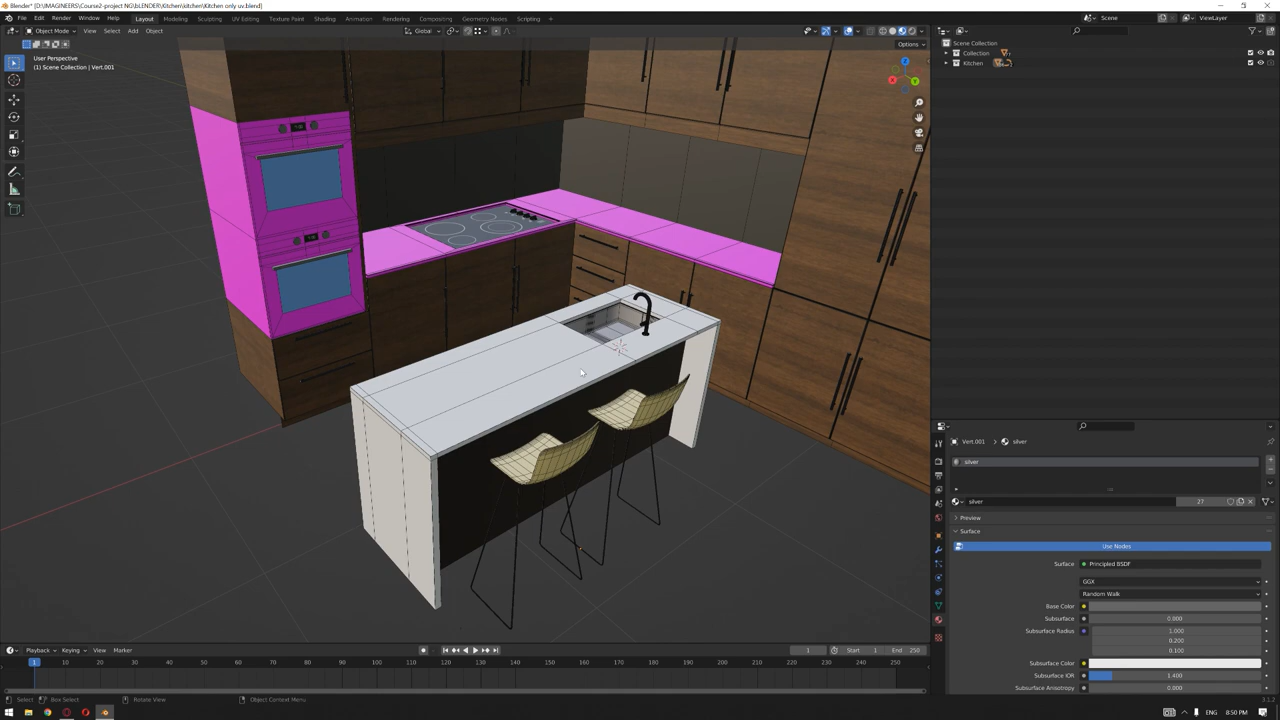 Blender* [D:\IMAGINEERS\Course2-project NG\bLENDER\Kitchen\kitchen\Kitchen only uv.blend]
File Edit Render Window Help Layout Modeling Sculpting UV Editing Texture Paint Shading Animation Rendering Compositing Geometry Nodes Scripting Scene ViewLayer
Object Mode View Select Add Object Global
Options
User Perspective
(1) Scene Collection | Vert.001
Scene Collection
Collection
Kitchen
Vert.001 > silver
silver
silver 27
Preview
Surface
Use Nodes
Surface Principled BSDF
GGX
Random Walk
Base Color
Subsurface 0.000
Subsurface Radius 1.000
0.200
0.100
Subsurface Color
Subsurface IOR 1.400
Subsurface Anisotropy 0.000
Playback Keying View Marker 1 Start 1 End 250
1 10 20 30 40 50 60 70 80 90 100 110 120 130 140 150 160 170 180 190 200 210 220 230 240 250
Select Box Select Rotate View Object Context Menu 3.1.2
ENG 8:50 PM